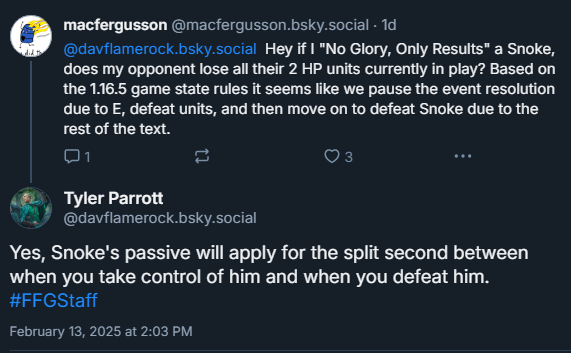 macfergusson @macfergusson.bsky.social · 1d
@davflamerock.bsky.social Hey if I "No Glory, Only Results" a Snoke,
does my opponent lose all their 2 HP units currently in play? Based on
the 1.16.5 game state rules it seems like we pause the event resolution
due to E, defeat units, and then move on to defeat Snoke due to the
rest of the text.
1
3
Tyler Parrott
@davflamerock.bsky.social
Yes, Snoke's passive will apply for the split second between
when you take control of him and when you defeat him.
#FFGStaff
February 13, 2025 at 2:03 PM